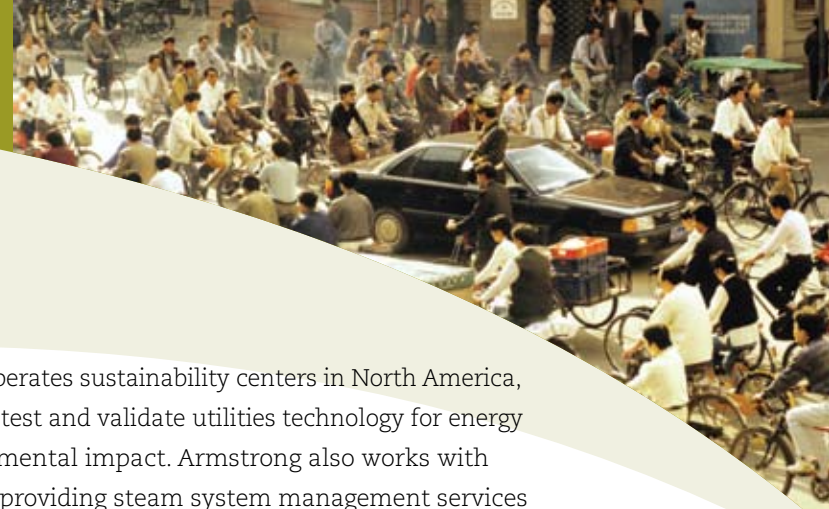 perates sustainability centers in North America,
test and validate utilities technology for energy
mental impact. Armstrong also works with
providing steam system management services